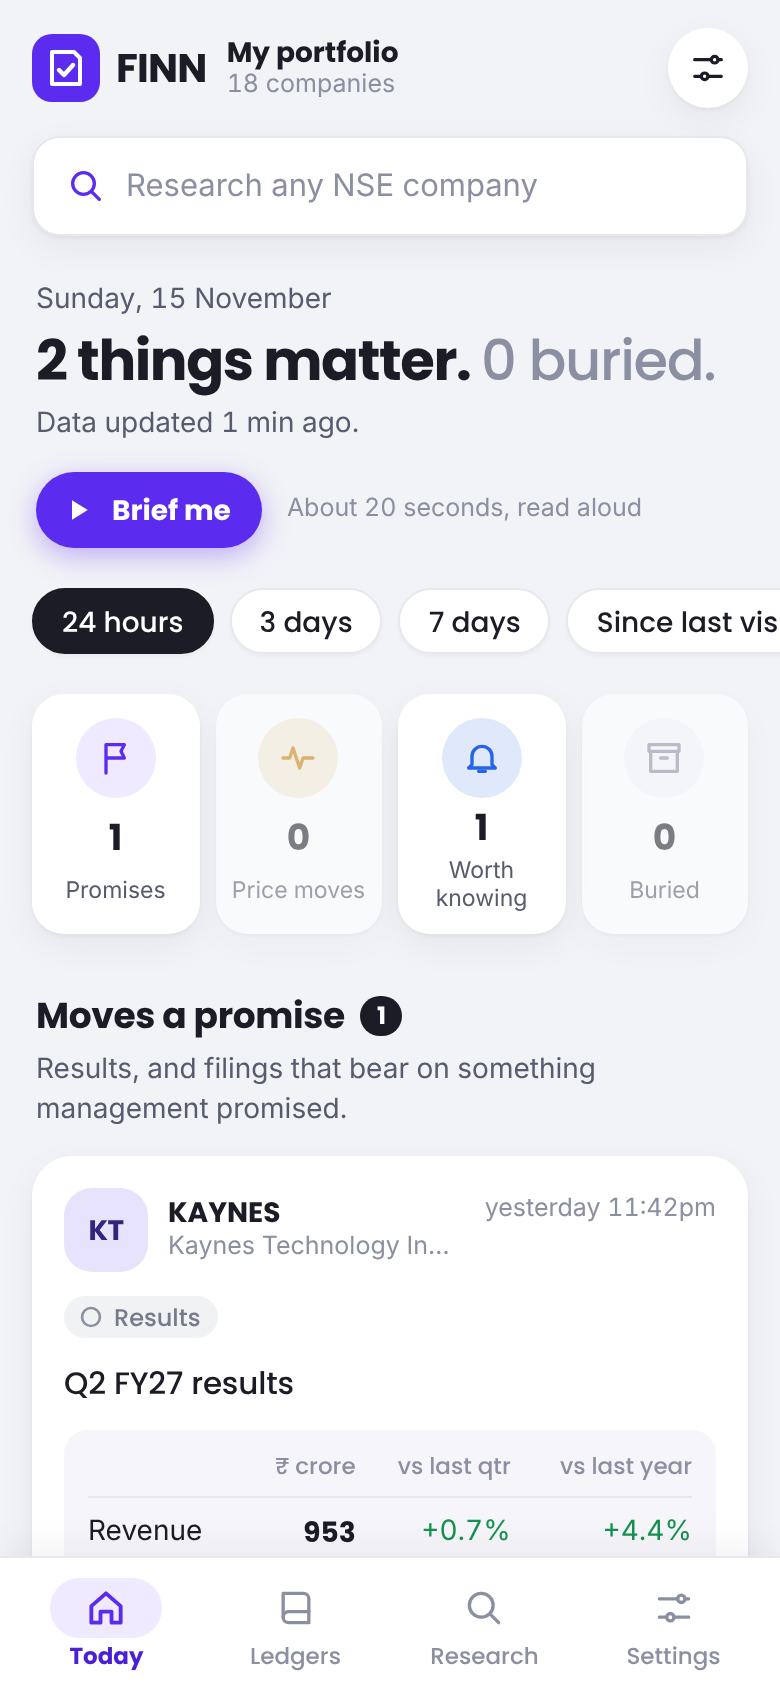 FINN
My portfolio
18 companies
Research any NSE company
Sunday, 15 November
2 things matter. 0 buried.
Data updated 1 min ago.
Brief me
About 20 seconds, read aloud
24 hours
3 days
7 days
Since last vis
1
Promises
0
Price moves
1
Worth
knowing
0
Buried
Moves a promise 1
Results, and filings that bear on something
management promised.
KT
KAYNES
yesterday 11:42pm
Kaynes Technology In...
Results
Q2 FY27 results
₹ crore vs last qtr vs last year
Revenue 953 +0.7% +4.4%
Today
Ledgers
Research
Settings